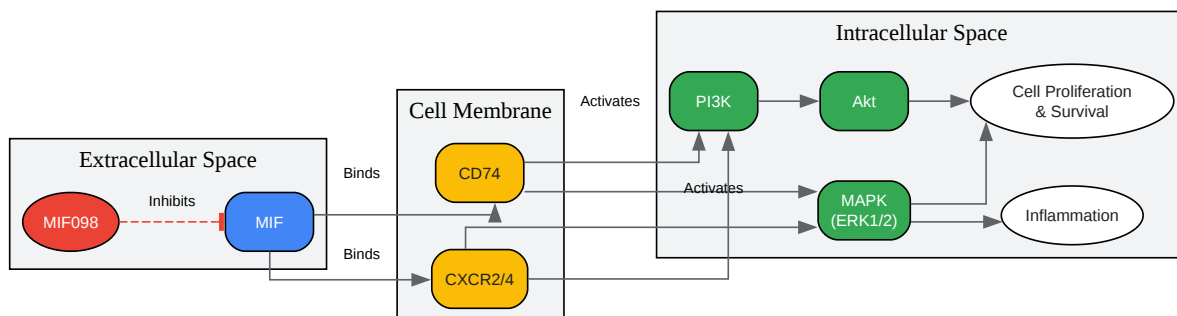 Extracellular Space
MIF098
Inhibits
MIF
Binds
Binds
Cell Membrane
CD74
CXCR2/4
Activates
Activates
Intracellular Space
PI3K
Akt
Cell Proliferation
& Survival
MAPK
(ERK1/2)
Inflammation